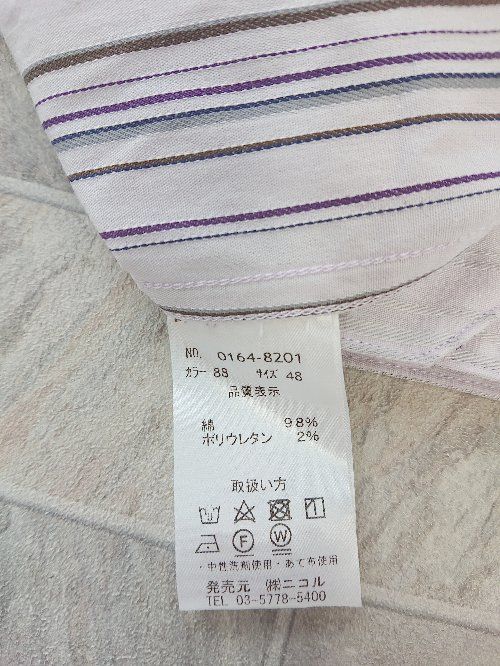 NO. 0164-8201
カラー 88 サイズ 48
品質表示
綿 98%
ポリウレタン 2%
取扱い方
F W
・中性洗剤使用・あて布使用
発売元 ㈱ニコル
TEL 03-5778-5400